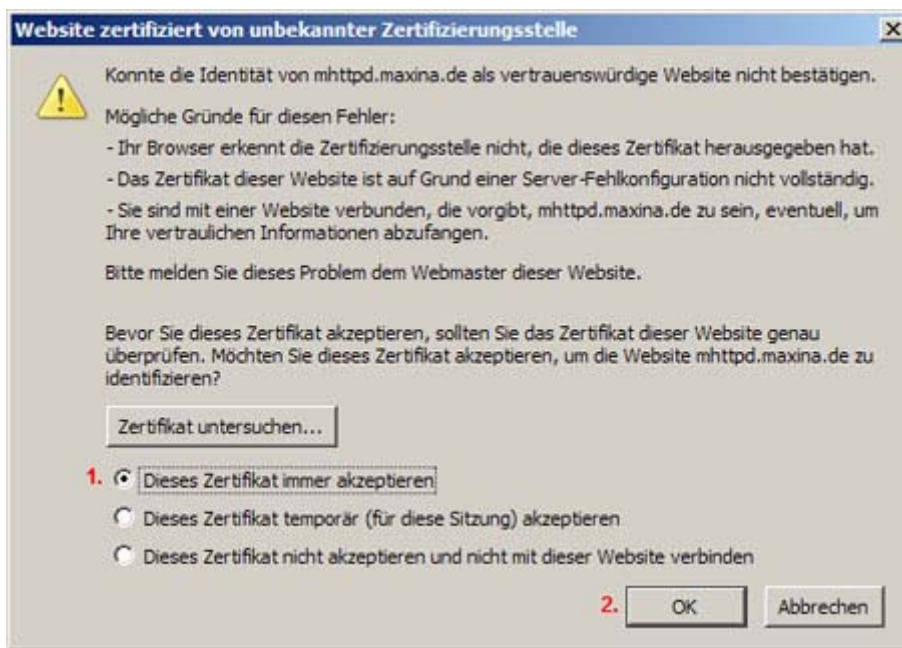 Website zertifiziert von unbekannter Zertifizierungsstelle
Konnte die Identität von mhttpd.maxina.de als vertrauenswürdige Website nicht bestätigen.
Mögliche Gründe für diesen Fehler:
- Ihr Browser erkennt die Zertifizierungsstelle nicht, die dieses Zertifikat herausgegeben hat.
- Das Zertifikat dieser Website ist auf Grund einer Server-Fehlkonfiguration nicht vollständig.
- Sie sind mit einer Website verbunden, die vorgibt, mhttpd.maxina.de zu sein, eventuell, um
Ihre vertraulichen Informationen abzufangen.
Bitte melden Sie dieses Problem dem Webmaster dieser Website.
Bevor Sie dieses Zertifikat akzeptieren, sollten Sie das Zertifikat dieser Website genau
überprüfen. Möchten Sie dieses Zertifikat akzeptieren, um die Website mhttpd.maxina.de zu
identifizieren?
Zertifikat untersuchen...
1. Dieses Zertifikat immer akzeptieren
Dieses Zertifikat temporär (für diese Sitzung) akzeptieren
Dieses Zertifikat nicht akzeptieren und nicht mit dieser Website verbinden
2. OK Abbrechen